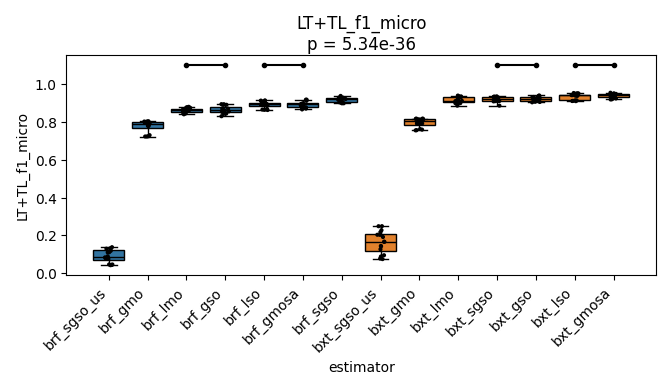 LT+TL_f1_micro
p = 5.34e-36
LT+TL_f1_micro
1.0
0.8
0.6
0.4
0.2
0.0
brf_sgso_us
brf_gmo
brf_lmo
brf_gso
brf_lso
brf_gmosa
brf_sgso
bxt_sgso_us
bxt_gmo
bxt_lmo
bxt_sgso
bxt_gso
bxt_lso
bxt_gmosa
estimator